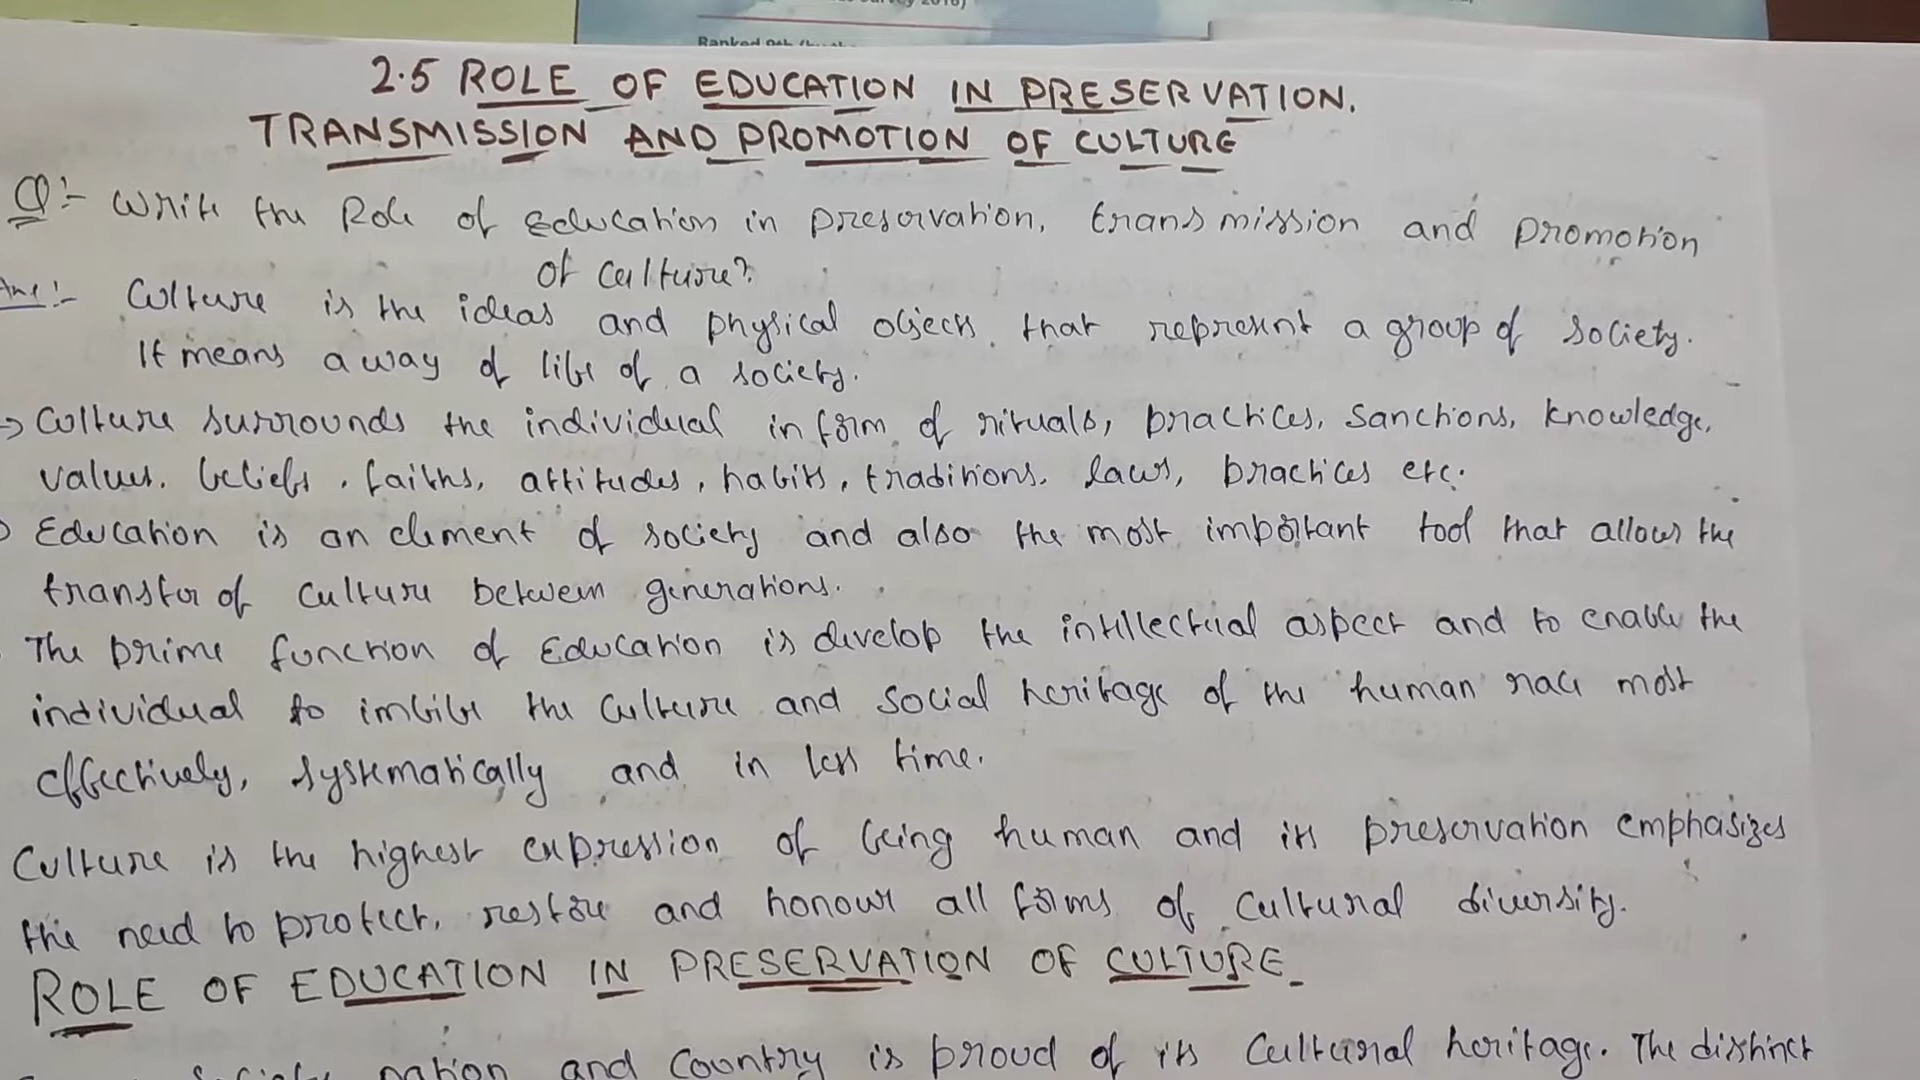 Ranked 9th
2.5 ROLE OF EDUCATION IN PRESERVATION.
TRANSMISSION AND PROMOTION OF CULTURE
Q:- Write the Role of Education in preservation, transmission and promotion
of culture?
Ans:- Culture is the ideas and physical objects that represent a group of society.
It means a way of life of a society.
→ Culture surrounds the individual in form of rituals, practices, sanctions, knowledge,
values, beliefs, faiths, attitudes, habits, traditions, laws, practices etc.
Education is an element of society and also the most important tool that allows the
transfer of culture between generations.
The prime function of Education is develop the intellectual aspect and to enable the
individual to imbibe the culture and social heritage of the human race most
effectively, systematically and in less time.
Culture is the highest expression of being human and its preservation emphasizes
the need to protect, restore and honour all forms of cultural diversity.
ROLE OF EDUCATION IN PRESERVATION OF CULTURE
nation and country is proud of its cultural heritage. The distinct